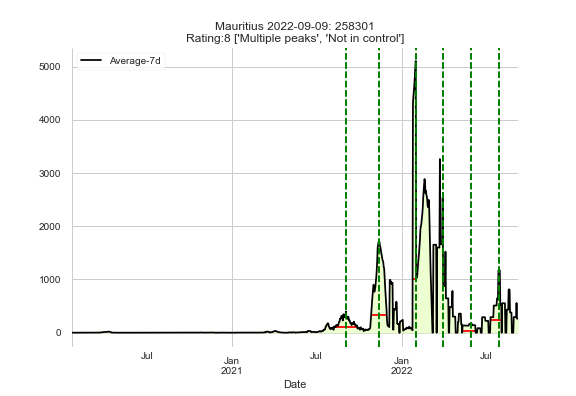 Mauritius 2022-09-09: 258301
Rating:8 ['Multiple peaks', 'Not in control']
Average-7d
5000
4000
3000
2000
1000
0
Jul
Jan
2021
Jul
Jan
2022
Jul
Date